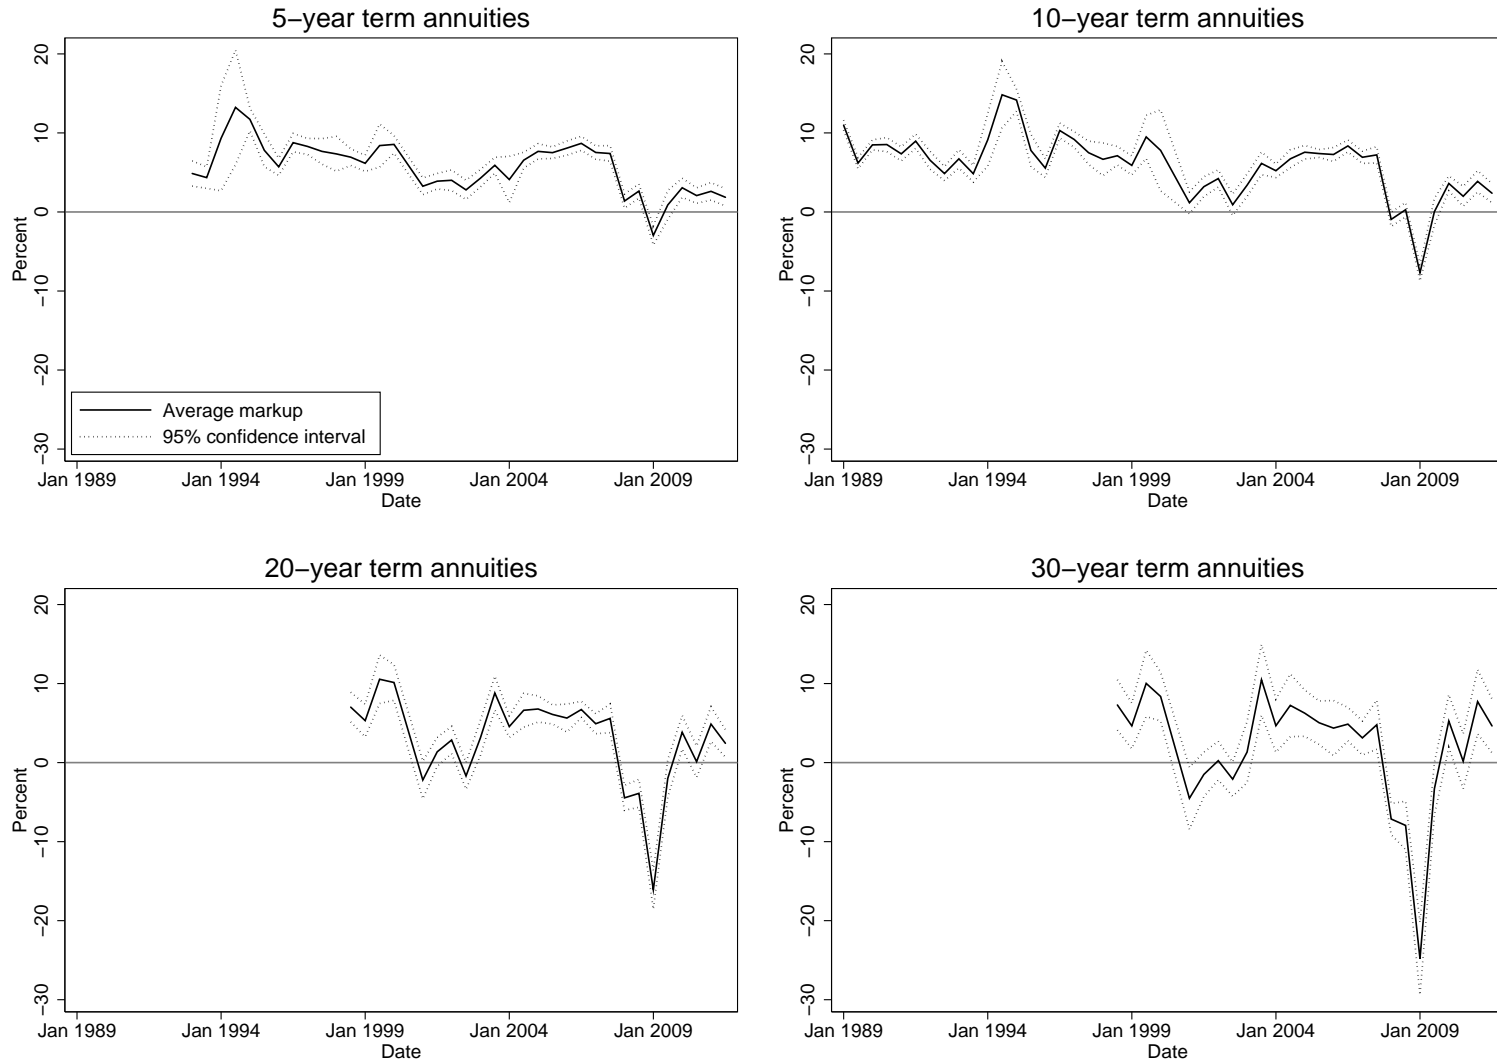 5−year term annuities
20
10
0
−10
−20
−30
Percent
Average markup
95% confidence interval
Jan 1989
Jan 1994
Jan 1999
Jan 2004
Jan 2009
Date
10−year term annuities
20
10
0
−10
−20
−30
Percent
Jan 1989
Jan 1994
Jan 1999
Jan 2004
Jan 2009
Date
20−year term annuities
20
10
0
−10
−20
−30
Percent
Jan 1989
Jan 1994
Jan 1999
Jan 2004
Jan 2009
Date
30−year term annuities
20
10
0
−10
−20
−30
Percent
Jan 1989
Jan 1994
Jan 1999
Jan 2004
Jan 2009
Date